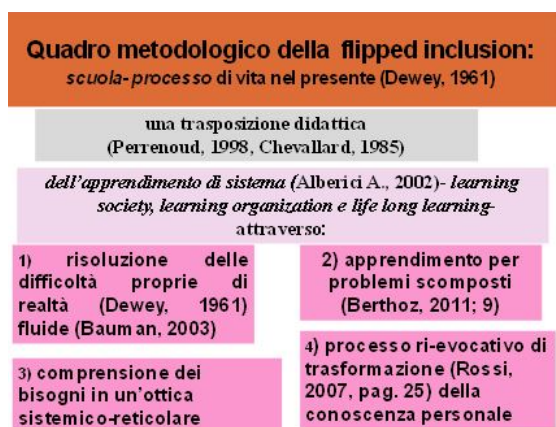 Quadro metodologico della flipped inclusion:
scuola- processo di vita nel presente (Dewey, 1961)
una trasposizione didattica
(Perrenoud, 1998, Chevallard, 1985)
dell'apprendimento di sistema (Alberici A., 2002)- learning
society, learning organization e life long learning-
attraverso:
1) risoluzione delle
difficoltà proprie di
realtà (Dewey, 1961)
fluide (Bauman, 2003)
2) apprendimento per
problemi scomposti
(Berthoz, 2011; 9)
3) comprensione dei
bisogni in un'ottica
sistemico-reticolare
4) processo ri-evocativo di
trasformazione (Rossi,
2007, pag. 25) della
conoscenza personale